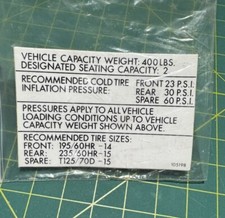 VEHICLE CAPACITY WEIGHT: 400 LBS.
DESIGNATED SEATING CAPACITY: 2
RECOMMENDED COLD TIRE FRONT 23 P.S.I.
INFLATION PRESSURE: REAR 30 P.S.I.
SPARE 60 P.S.I.
PRESSURES APPLY TO ALL VEHICLE
LOADING CONDITIONS UP TO VEHICLE
CAPACITY WEIGHT SHOWN ABOVE.
RECOMMENDED TIRE SIZES:
FRONT: 195/60HR-14
REAR: 235/60HR-15
SPARE: T125/70D-15